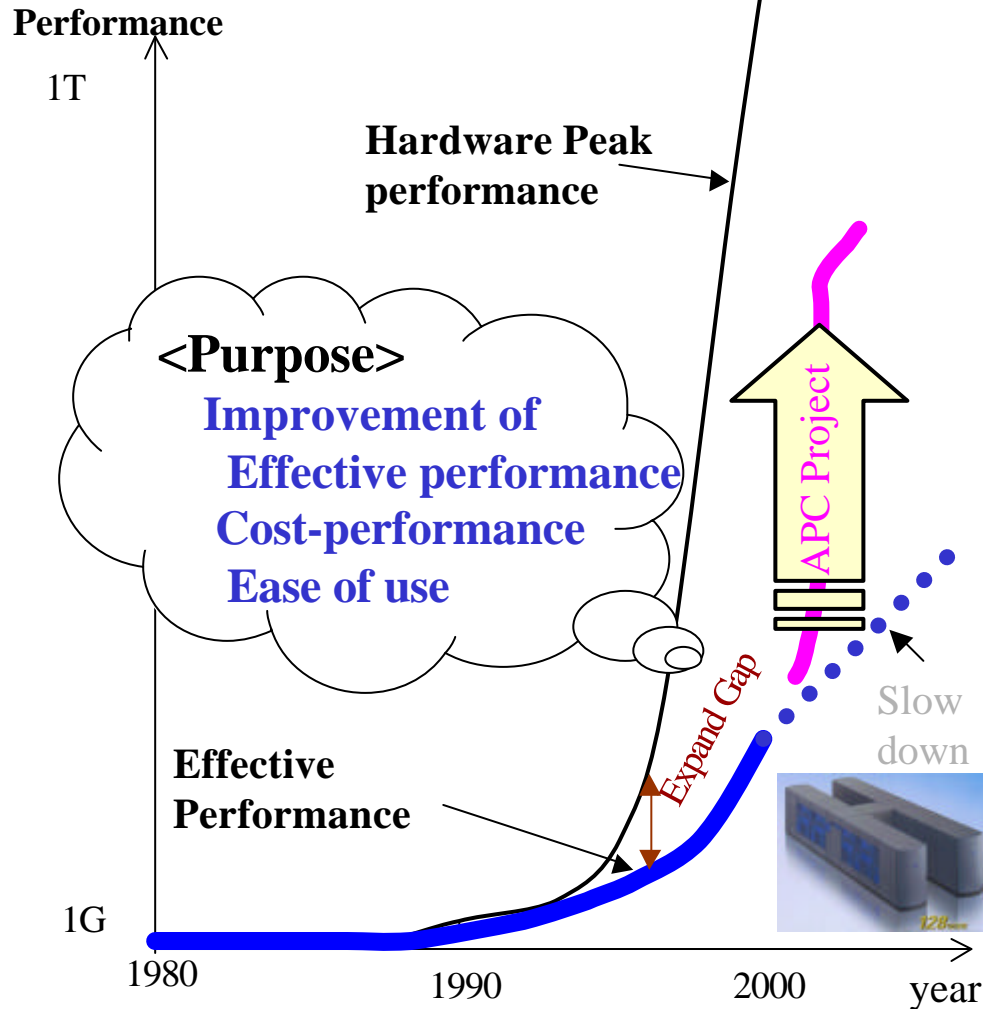 Performance
1T
Hardware Peak
performance
<Purpose>
Improvement of
Effective performance
Cost-performance
Ease of use
APC Project
Expand Gap
Slow
down
Effective
Performance
1G
128
1980
1990
2000
year